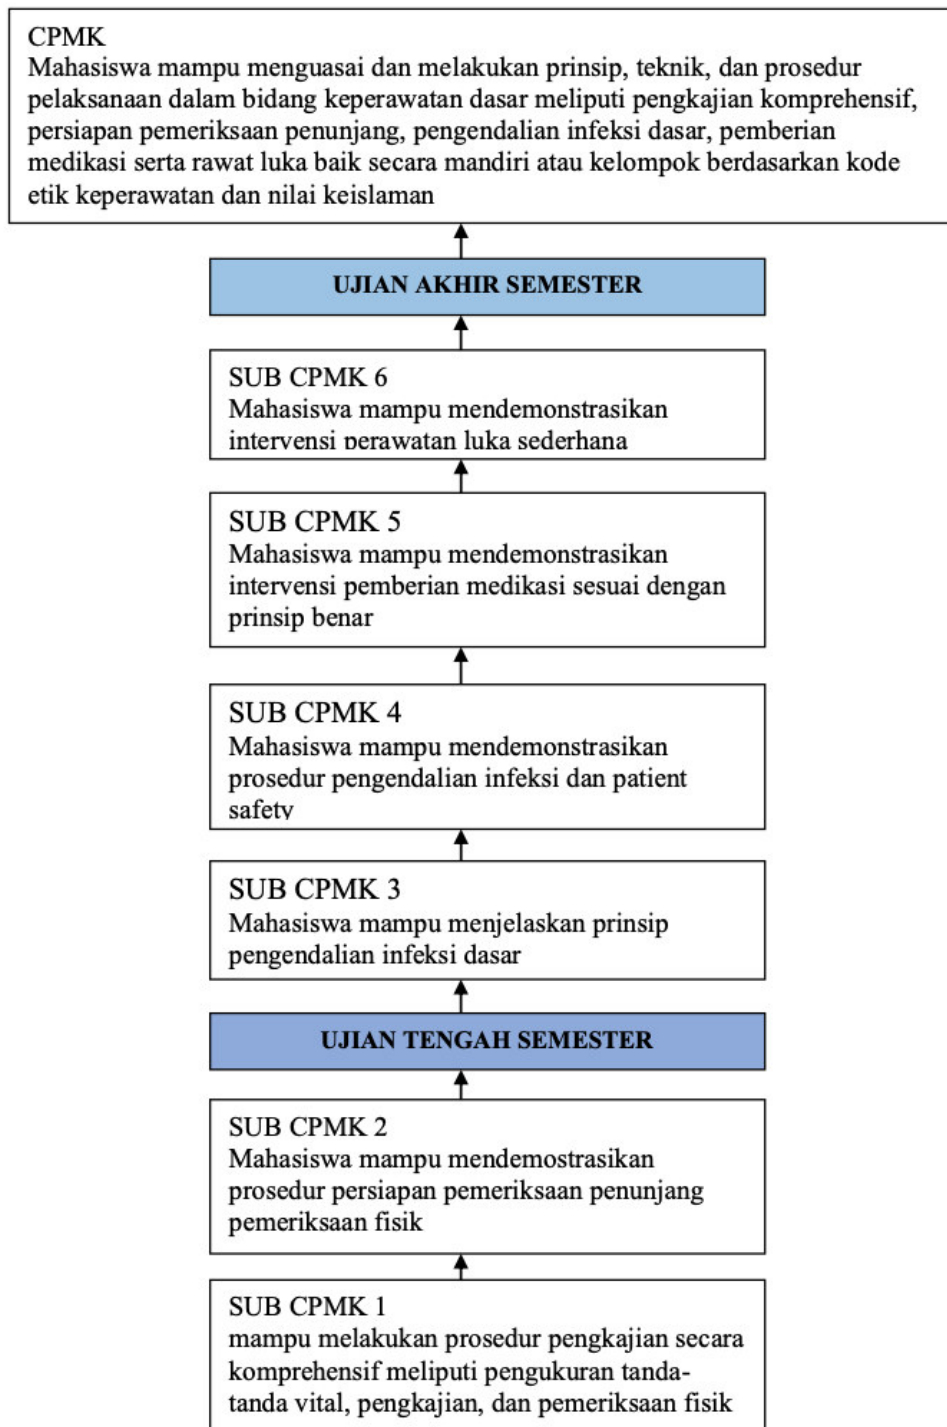 CPMK
Mahasiswa mampu menguasai dan melakukan prinsip, teknik, dan prosedur
pelaksanaan dalam bidang keperawatan dasar meliputi pengkajian komprehensif,
persiapan pemeriksaan penunjang, pengendalian infeksi dasar, pemberian
medikasi serta rawat luka baik secara mandiri atau kelompok berdasarkan kode
etik keperawatan dan nilai keislaman
UJIAN AKHIR SEMESTER
SUB CPMK 6
Mahasiswa mampu mendemonstrasikan
intervensi perawatan luka sederhana
SUB CPMK 5
Mahasiswa mampu mendemonstrasikan
intervensi pemberian medikasi sesuai dengan
prinsip benar
SUB CPMK 4
Mahasiswa mampu mendemonstrasikan
prosedur pengendalian infeksi dan patient
safety
SUB CPMK 3
Mahasiswa mampu menjelaskan prinsip
pengendalian infeksi dasar
UJIAN TENGAH SEMESTER
SUB CPMK 2
Mahasiswa mampu mendemostrasikan
prosedur persiapan pemeriksaan penunjang
pemeriksaan fisik
SUB CPMK 1
mampu melakukan prosedur pengkajian secara
komprehensif meliputi pengukuran tanda-
tanda vital, pengkajian, dan pemeriksaan fisik